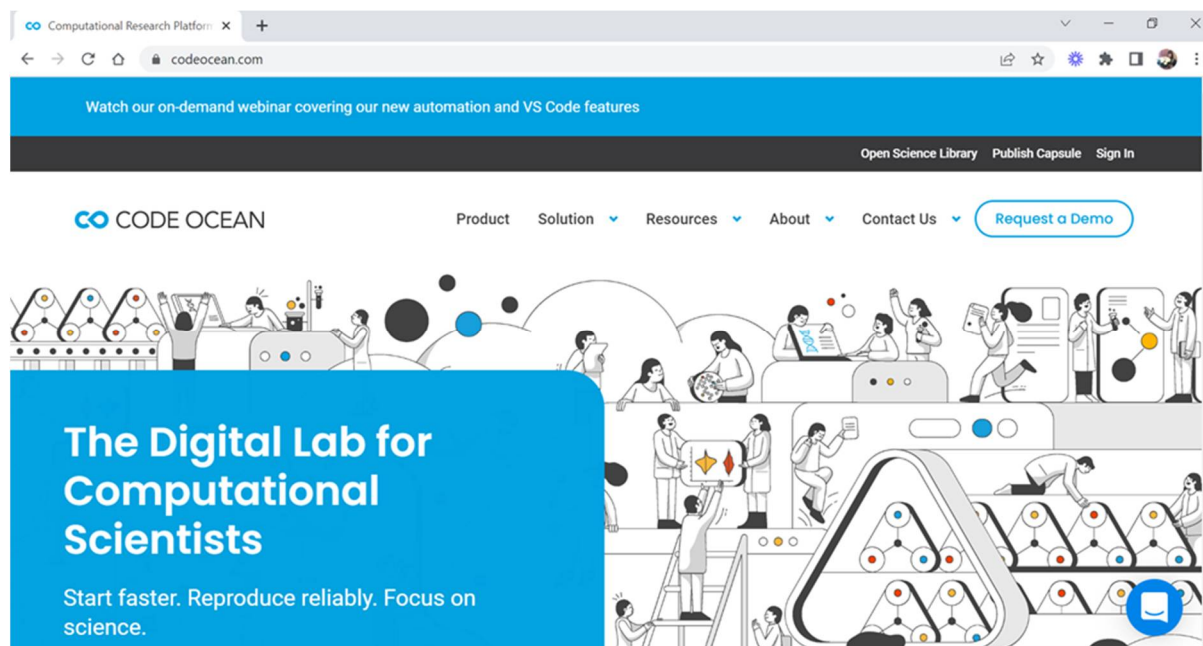 Computational Research Platform
codeocean.com
Watch our on-demand webinar covering our new automation and VS Code features
Open Science Library Publish Capsule Sign In
CODE OCEAN Product Solution Resources About Contact Us Request a Demo
The Digital Lab for
Computational
Scientists
Start faster. Reproduce reliably. Focus on
science.